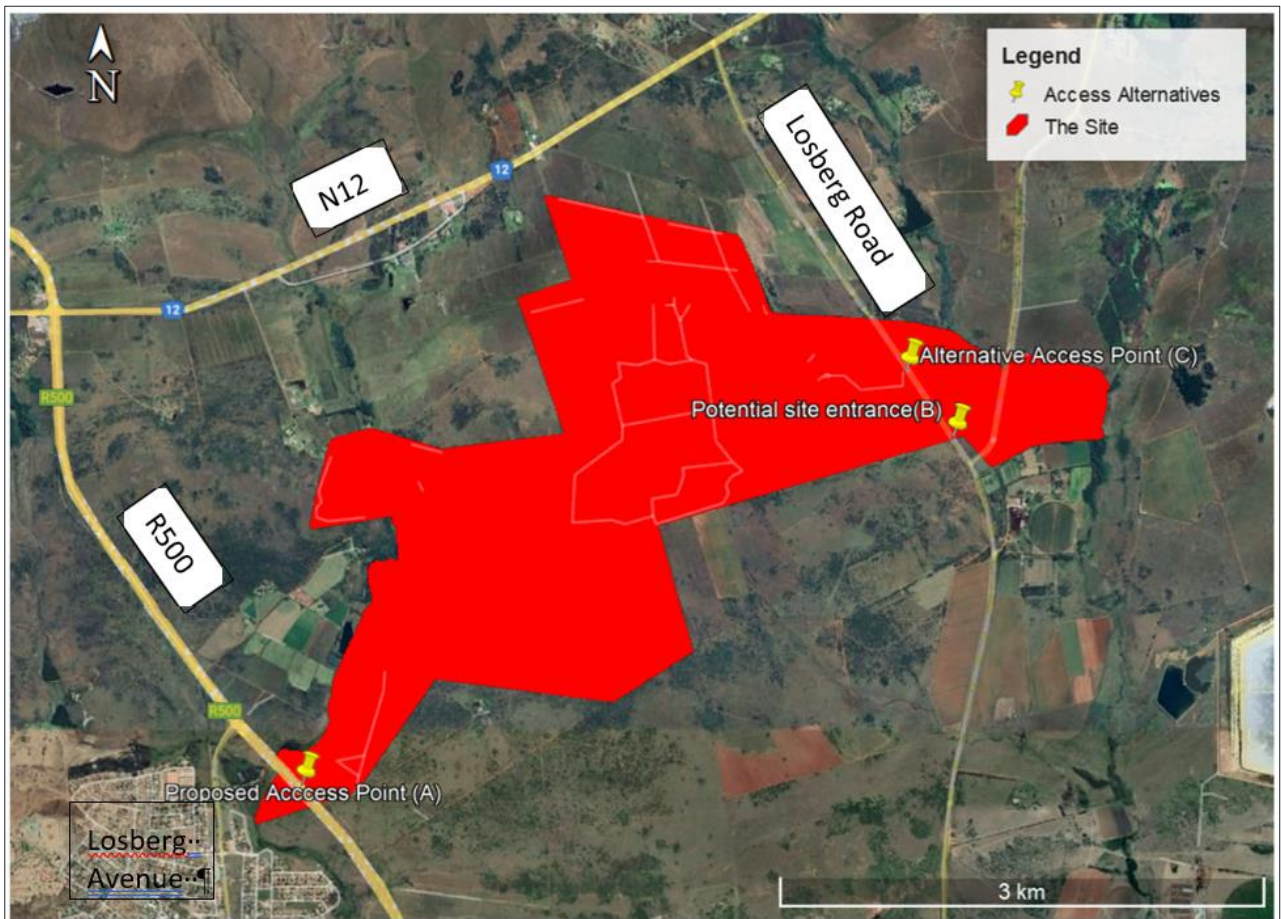 N
Legend
Access Alternatives
The Site
Losberg Road
N12
12
12
R500
Alternative Access Point (C)
Potential site entrance(B)
R500
R500
Proposed Acccess Point (A)
Losberg··
Avenue··¶
3 km